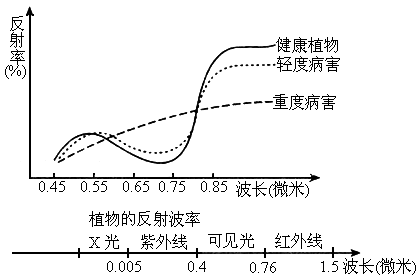 反射率(%)
健康植物
轻度病害
重度病害
0.45 0.55 0.65 0.75 0.85 波长(微米)
植物的反射波率
X光 紫外线 可见光 红外线
0.005 0.4 0.76 1.5 波长(微米)